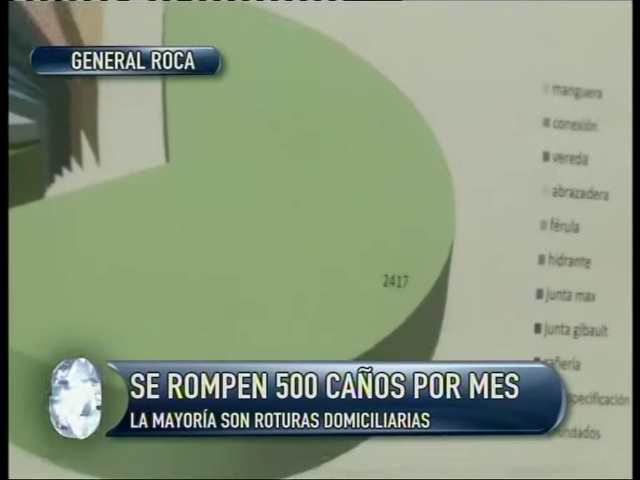 GENERAL ROCA
manguera
conexión
vereda
abrazadera
férula
hidrante
junta max
junta gibault
2417
SE ROMPEN 500 CAÑOS POR MES
LA MAYORÍA SON ROTURAS DOMICILIARIAS